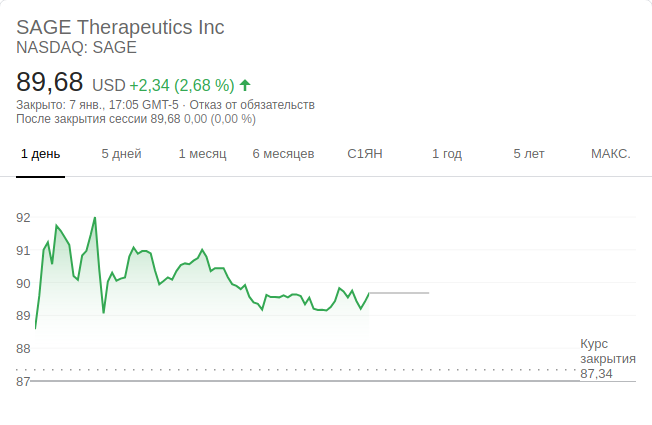 SAGE Therapeutics Inc
NASDAQ: SAGE
89,68 USD +2,34 (2,68 %)
Закрыто: 7 янв., 17:05 GMT-5 · Отказ от обязательств
После закрытия сессии 89,68 0,00 (0,00 %)
1 день 5 дней 1 месяц 6 месяцев С1ЯН 1 год 5 лет МАКС.
92
91
90
89
88
87
Курс
закрытия
87,34